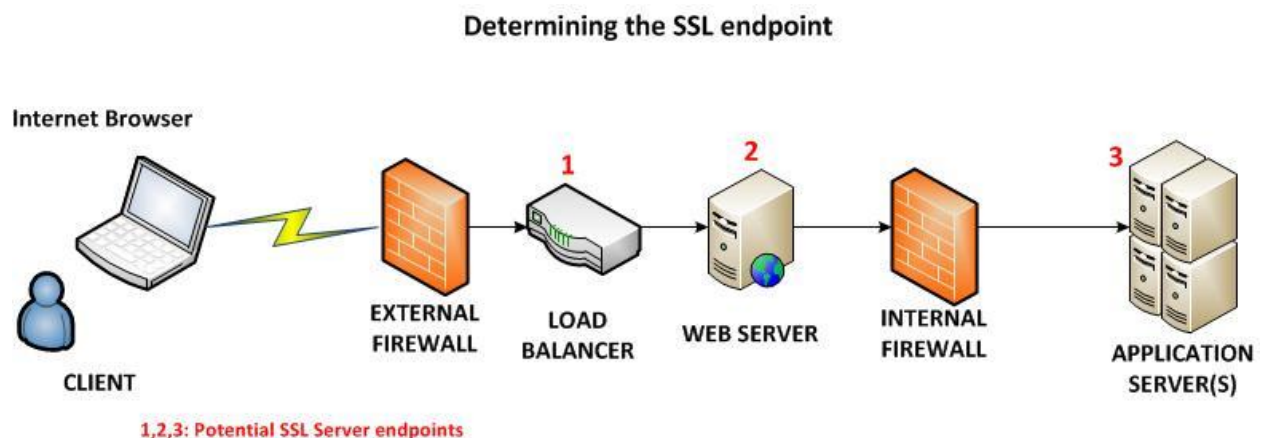 Determining the SSL endpoint
Internet Browser
1
2
3
EXTERNAL
FIREWALL
LOAD
BALANCER
WEB SERVER
INTERNAL
FIREWALL
APPLICATION
SERVER(S)
CLIENT
1,2,3: Potential SSL Server endpoints